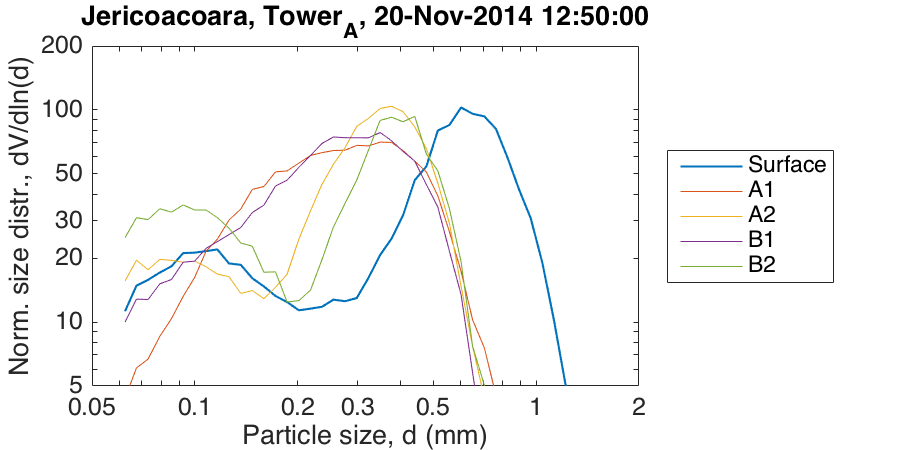 Jericoacoara, Tower_A, 20-Nov-2014 12:50:00
Norm. size distr., dV/dln(d)
200
100
50
30
20
10
5
0.05 0.1 0.2 0.3 0.5 1 2
Particle size, d (mm)
Surface
A1
A2
B1
B2